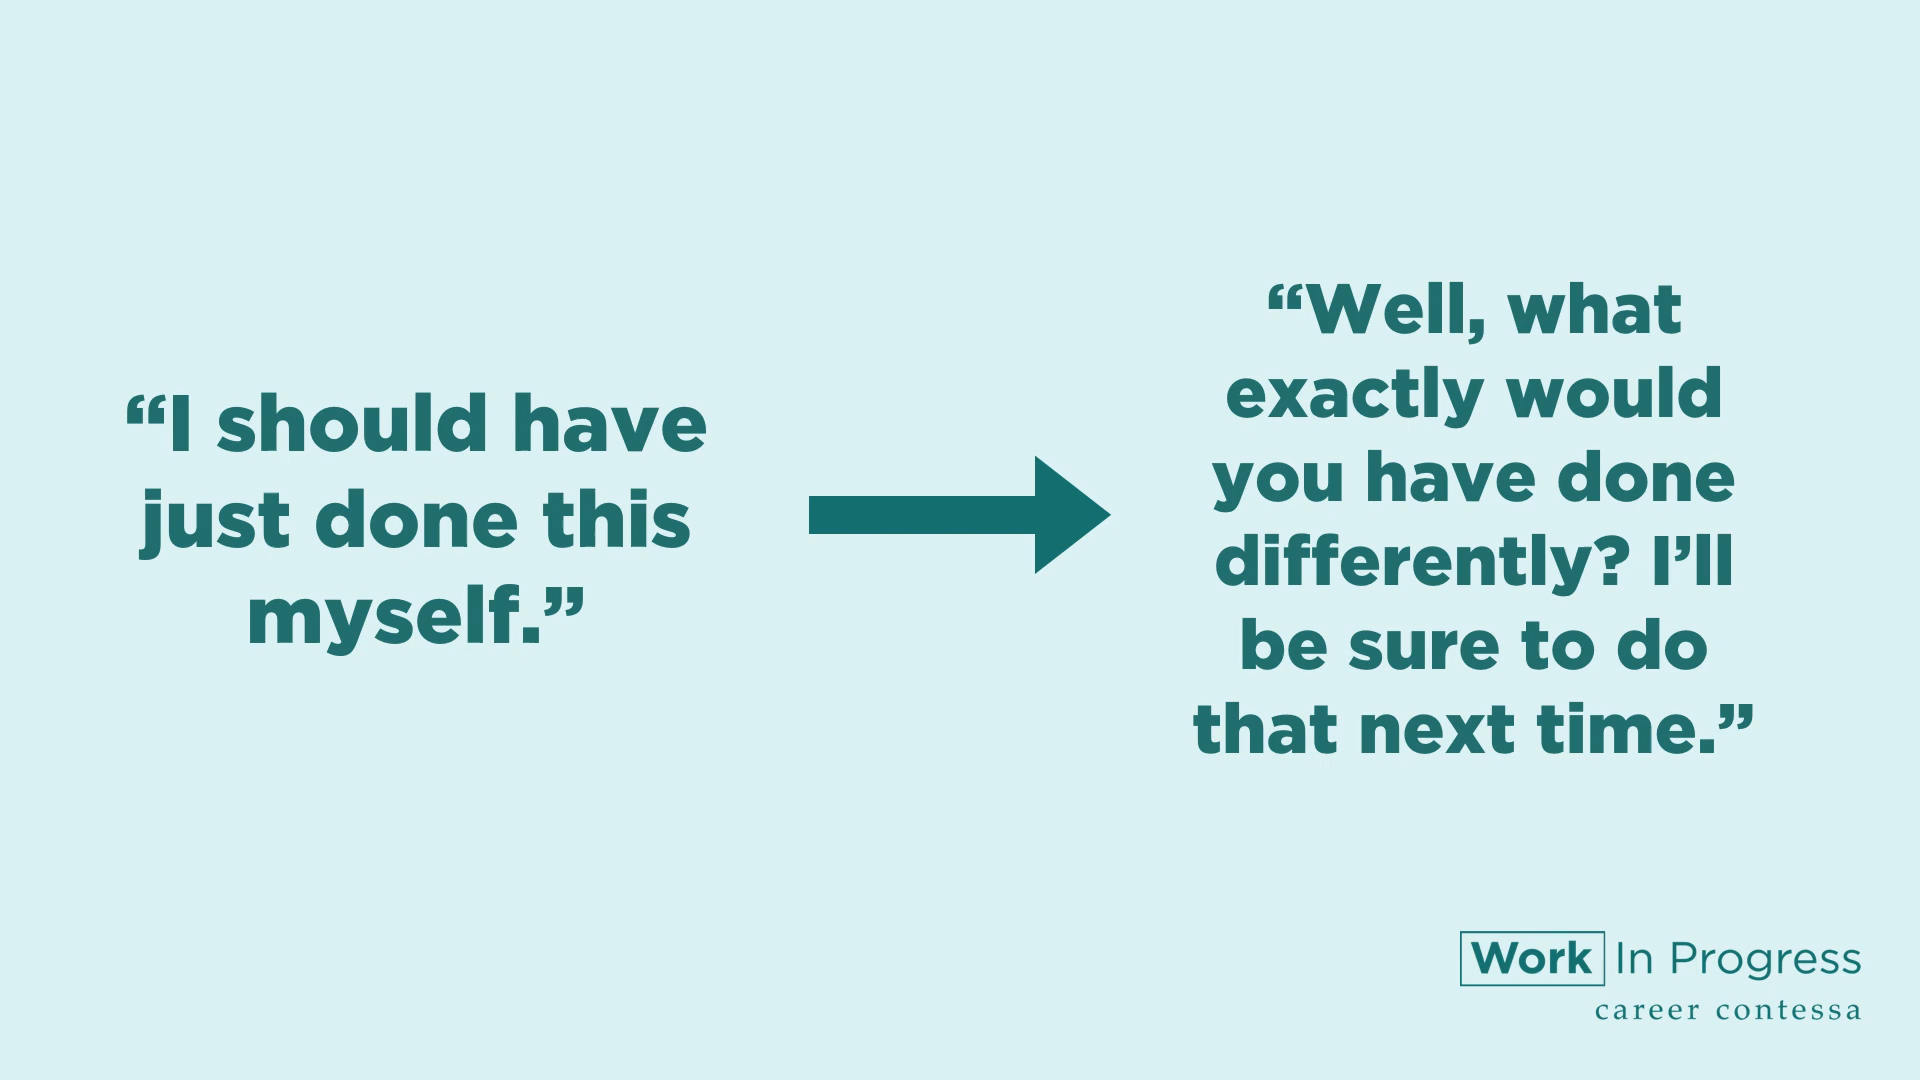 “I should have
just done this
myself.”
“Well, what
exactly would
you have done
differently? I’ll
be sure to do
that next time.”
Work In Progress
career contessa